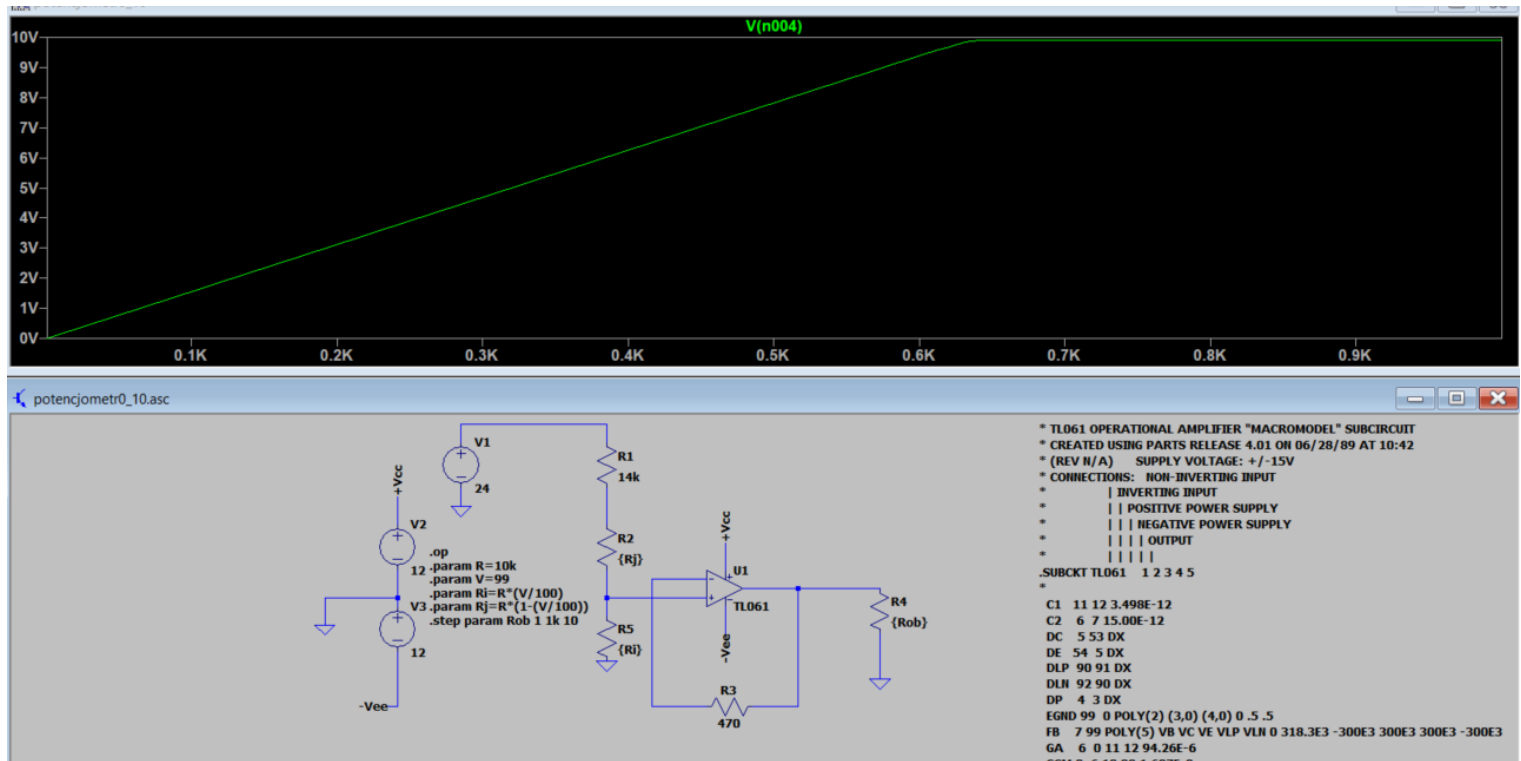 V(n004)
10V
9V
8V
7V
6V
5V
4V
3V
2V
1V
0V
0.1K 0.2K 0.3K 0.4K 0.5K 0.6K 0.7K 0.8K 0.9K
potencjometr0_10.asc
V1
24
+Vcc
V2
12
.op
.param R=10k
.param V=99
.param Ri=R*(V/100)
.param Rj=R*(1-(V/100))
.step param Rob 1 1k 10
V3
12
-Vee
R1
14k
R2
{Rj}
R5
{Ri}
+Vcc
U1
TL061
-Vee
R3
470
R4
{Rob}
* TL061 OPERATIONAL AMPLIFIER "MACROMODEL" SUBCIRCUIT
* CREATED USING PARTS RELEASE 4.01 ON 06/28/89 AT 10:42
* (REV N/A) SUPPLY VOLTAGE: +/-15V
* CONNECTIONS: NON-INVERTING INPUT
* | INVERTING INPUT
* | | POSITIVE POWER SUPPLY
* | | | NEGATIVE POWER SUPPLY
* | | | | OUTPUT
* | | | | |
.SUBCKT TL061 1 2 3 4 5
*
C1 11 12 3.498E-12
C2 6 7 15.00E-12
DC 5 53 DX
DE 54 5 DX
DLP 90 91 DX
DLN 92 90 DX
DP 4 3 DX
EGND 99 0 POLY(2) (3,0) (4,0) 0 .5 .5
FB 7 99 POLY(5) VB VC VE VLP VLN 0 318.3E3 -300E3 300E3 300E3 -300E3
GA 6 0 11 12 94.26E-6